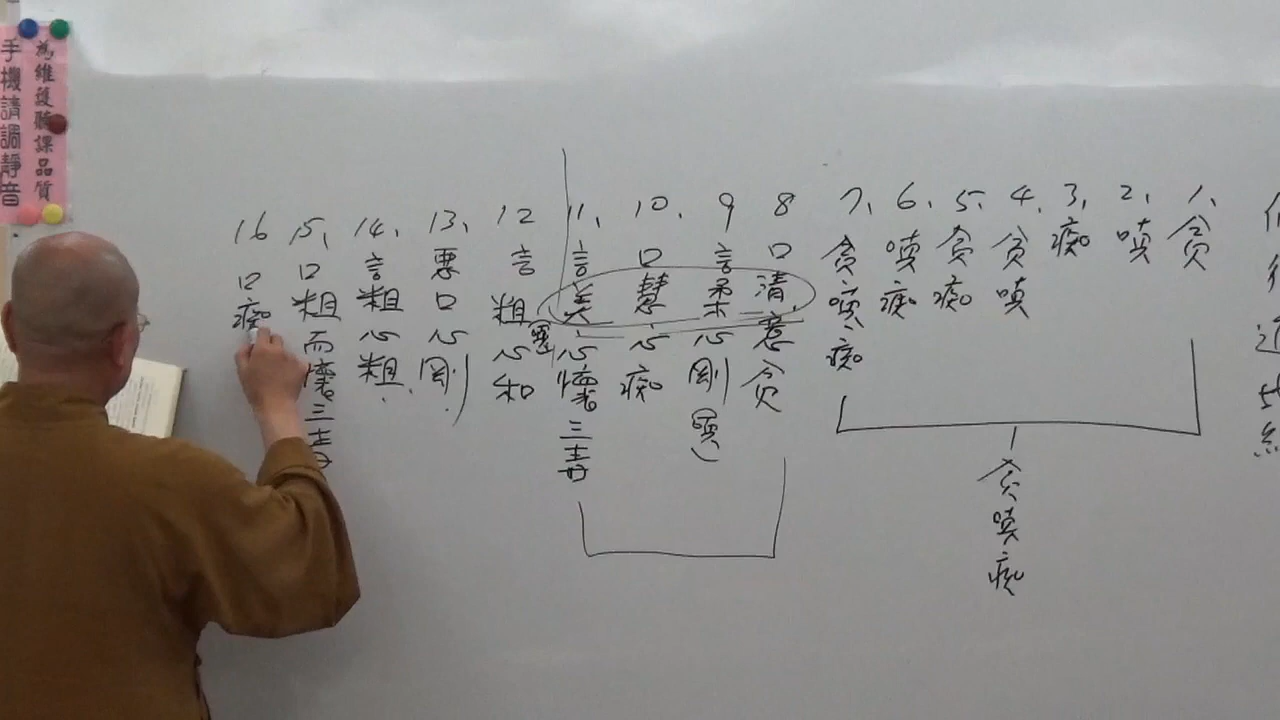 為維護聽課品質
手機請調靜音
1、貪
2、嗔
3、痴
4、貪嗔
5、貪痴
6、嗔痴
7、貪嗔、痴
貪嗔痴
8 口清意貪
9 言柔心剛(嗔)
10、口慧心痴
11、言美心懷三毒
惡
12 言粗心和
13、惡口心剛
14、言粗心粗
15、口粗而懷三毒
16 口痴